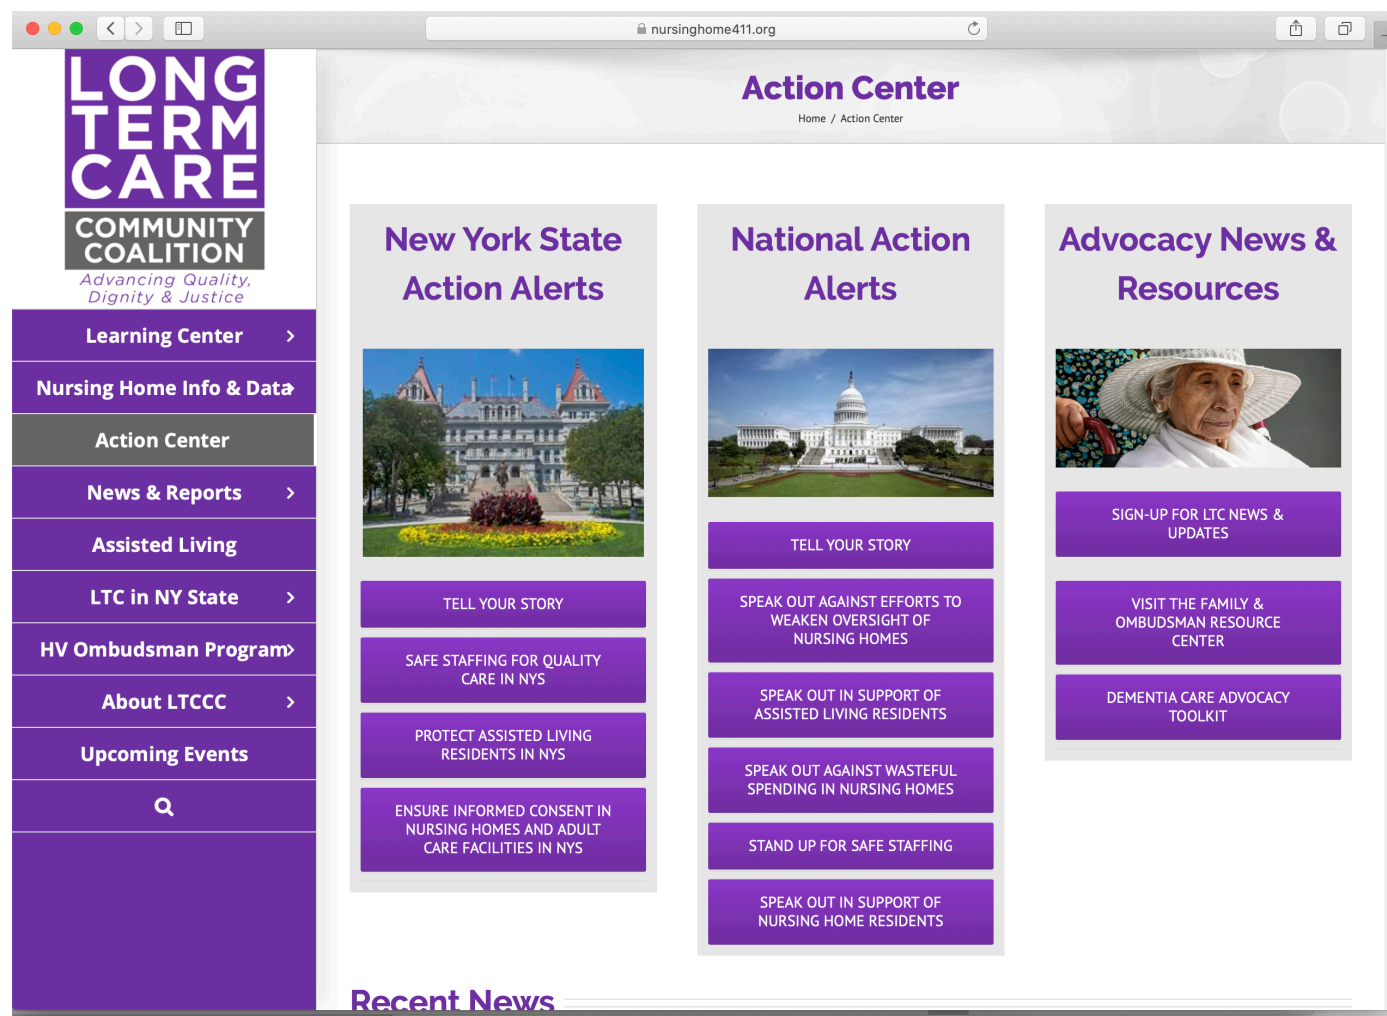 nursinghome411.org
LONG
TERM
CARE
COMMUNITY
COALITION
Advancing Quality,
Dignity & Justice
Learning Center
Nursing Home Info & Data
Action Center
News & Reports
Assisted Living
LTC in NY State
HV Ombudsman Program
About LTCCC
Upcoming Events
Action Center
Home / Action Center
New York State
Action Alerts
TELL YOUR STORY
SAFE STAFFING FOR QUALITY
CARE IN NYS
PROTECT ASSISTED LIVING
RESIDENTS IN NYS
ENSURE INFORMED CONSENT IN
NURSING HOMES AND ADULT
CARE FACILITIES IN NYS
National Action
Alerts
TELL YOUR STORY
SPEAK OUT AGAINST EFFORTS TO
WEAKEN OVERSIGHT OF
NURSING HOMES
SPEAK OUT IN SUPPORT OF
ASSISTED LIVING RESIDENTS
SPEAK OUT AGAINST WASTEFUL
SPENDING IN NURSING HOMES
STAND UP FOR SAFE STAFFING
SPEAK OUT IN SUPPORT OF
NURSING HOME RESIDENTS
Advocacy News &
Resources
SIGN-UP FOR LTC NEWS &
UPDATES
VISIT THE FAMILY &
OMBUDSMAN RESOURCE
CENTER
DEMENTIA CARE ADVOCACY
TOOLKIT
Recent News